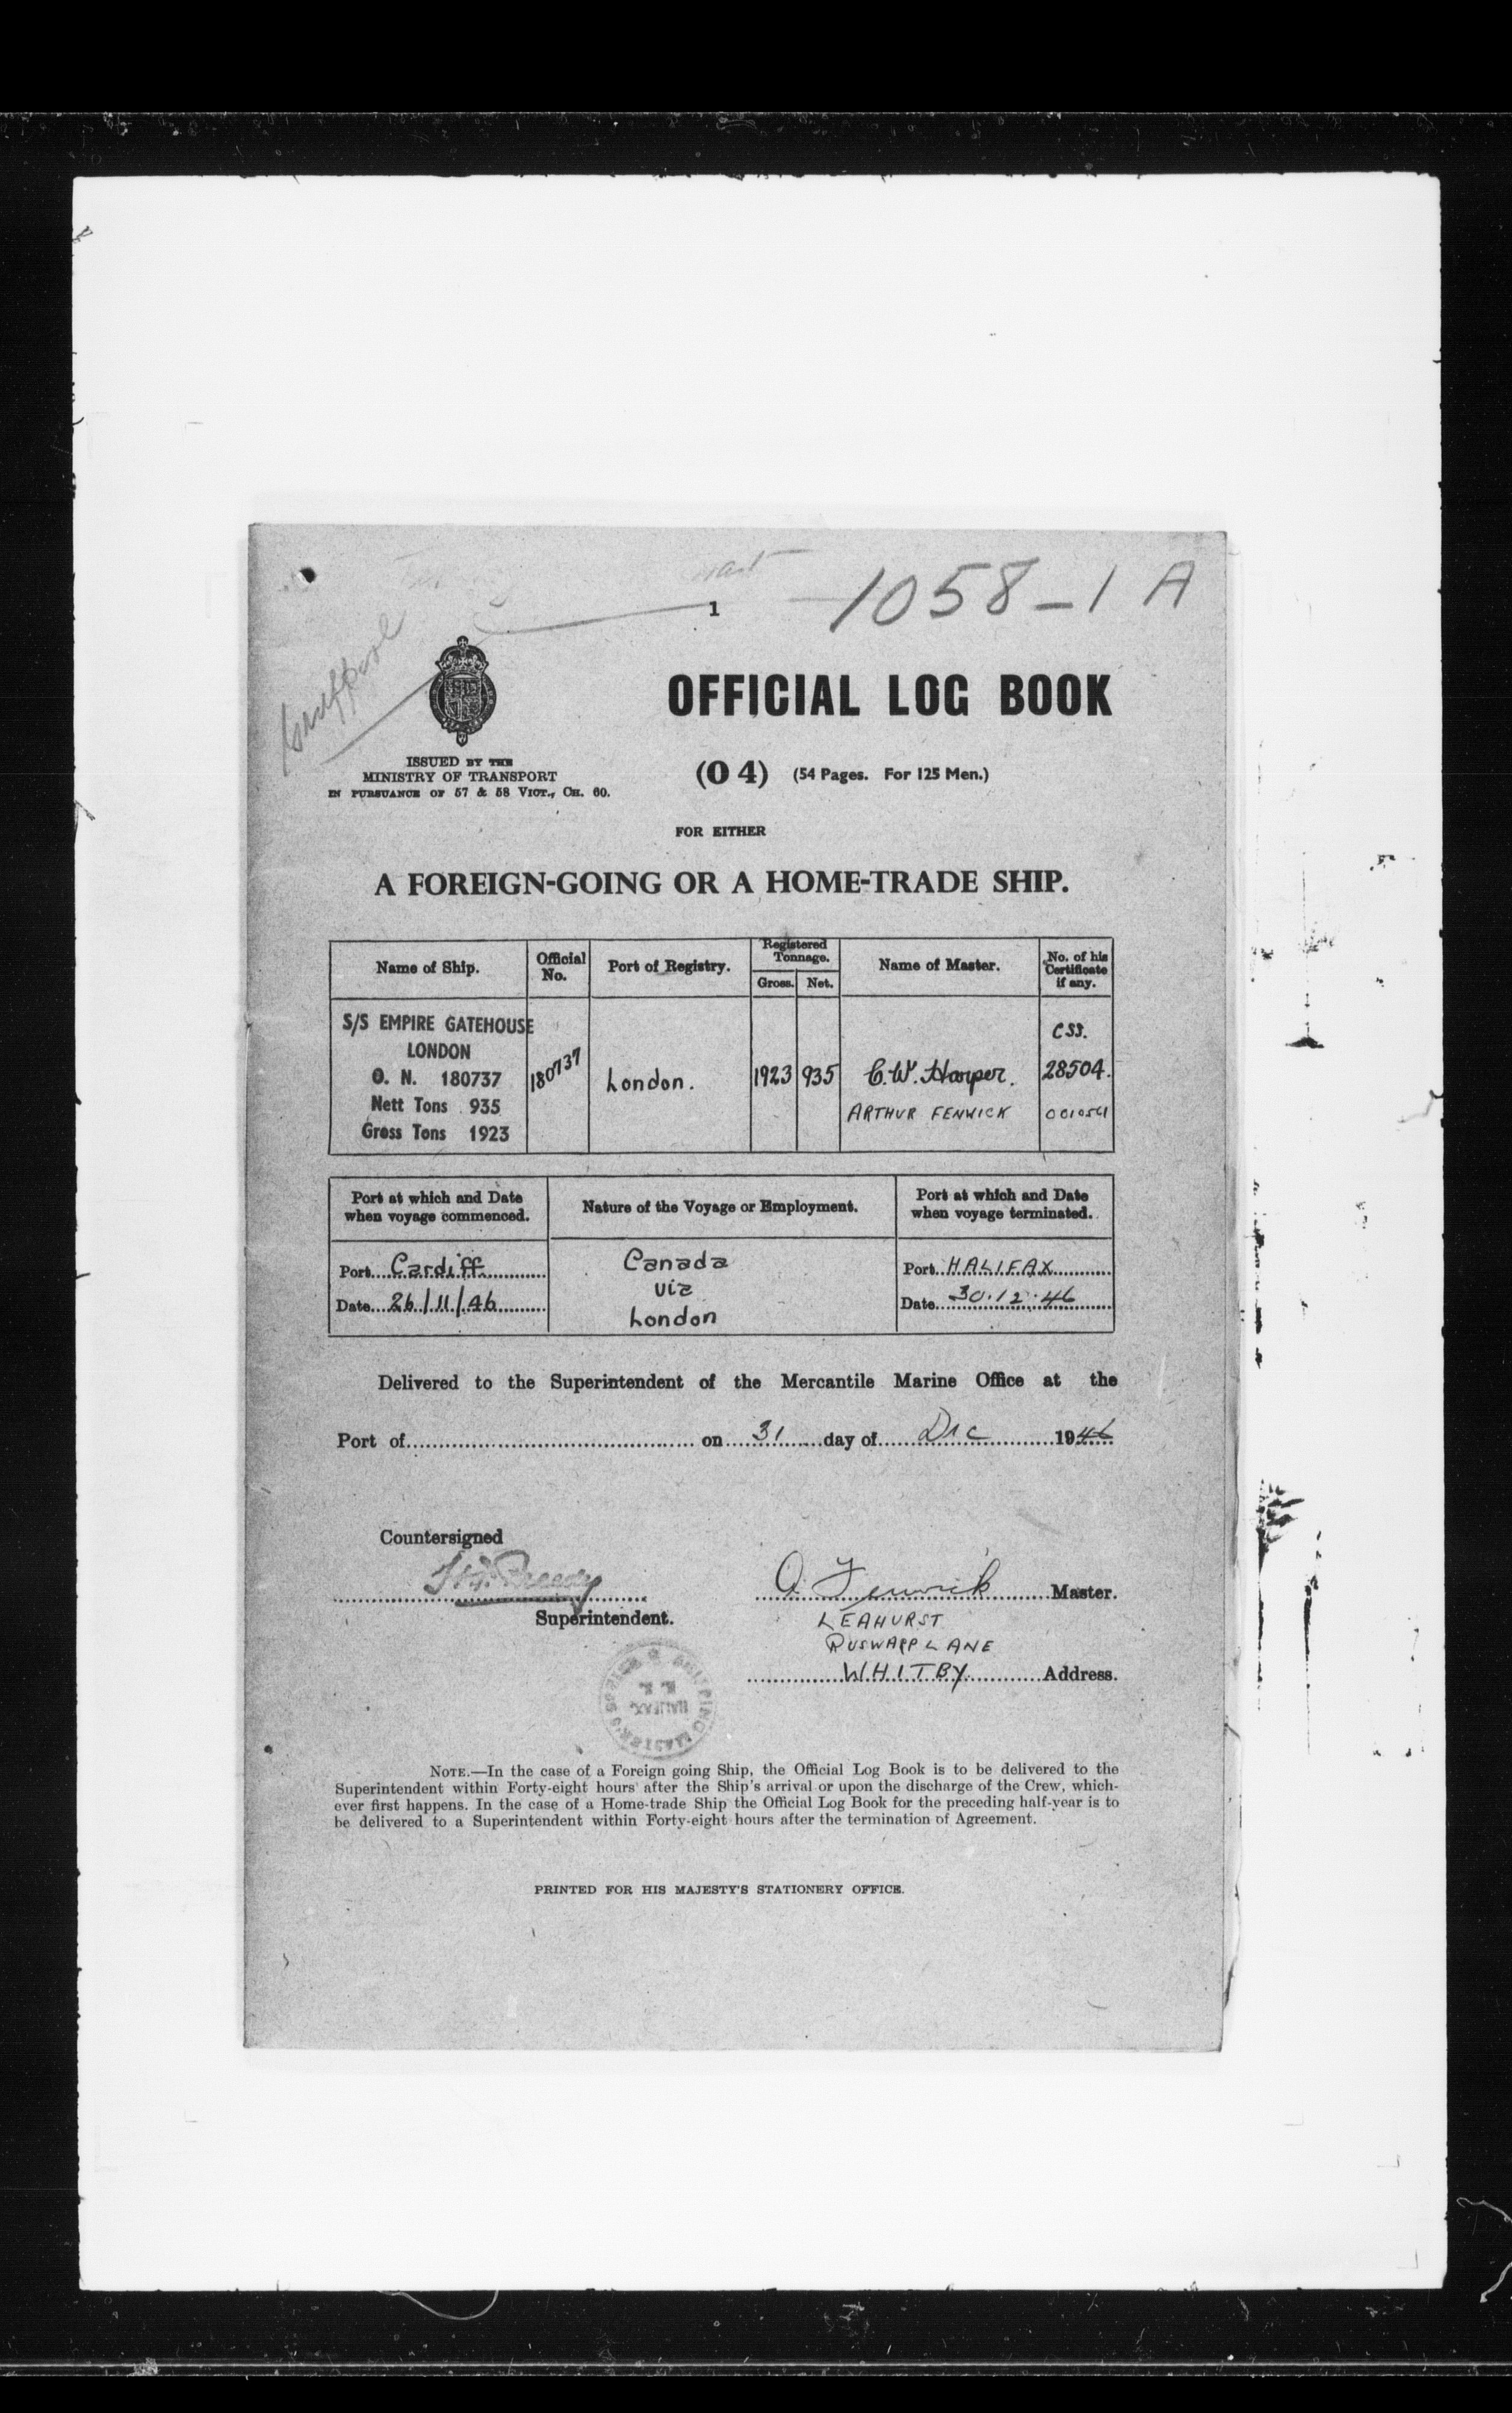 1058-1 A
1
OFFICIAL LOG BOOK
ISSUED BY THE
MINISTRY OF TRANSPORT
IN PURSUANCE OF 57 & 58 VICT., CH. 60.
(O 4) (54 Pages. For 125 Men.)
FOR EITHER
A FOREIGN-GOING OR A HOME-TRADE SHIP.
Name of Ship.
Official No.
Port of Registry.
Registered Tonnage.
Gross. Net.
Name of Master.
No. of his Certificate if any.
S/S EMPIRE GATEHOUSE
LONDON
O. N. 180737
Nett Tons 935
Gross Tons 1923
180737
London.
1923 935
C.W. Harper.
ARTHUR FENWICK
CSS.
28504.
0010561
Port at which and Date
when voyage commenced.
Nature of the Voyage or Employment.
Port at which and Date
when voyage terminated.
Port Cardiff
Date 26/11/46
Canada
via
London
Port HALIFAX
Date 30.12.46
Delivered to the Superintendent of the Mercantile Marine Office at the
Port of on 31 day of Dec 1946
Countersigned
Superintendent.
A. Fenwick Master.
LEAHURST
RUSWARP LANE
WHITBY Address.
SHIPPING MASTER'S OFFICE
HALIFAX
N. S.
NOTE.—In the case of a Foreign going Ship, the Official Log Book is to be delivered to the
Superintendent within Forty-eight hours after the Ship's arrival or upon the discharge of the Crew, which-
ever first happens. In the case of a Home-trade Ship the Official Log Book for the preceding half-year is to
be delivered to a Superintendent within Forty-eight hours after the termination of Agreement.
PRINTED FOR HIS MAJESTY'S STATIONERY OFFICE.